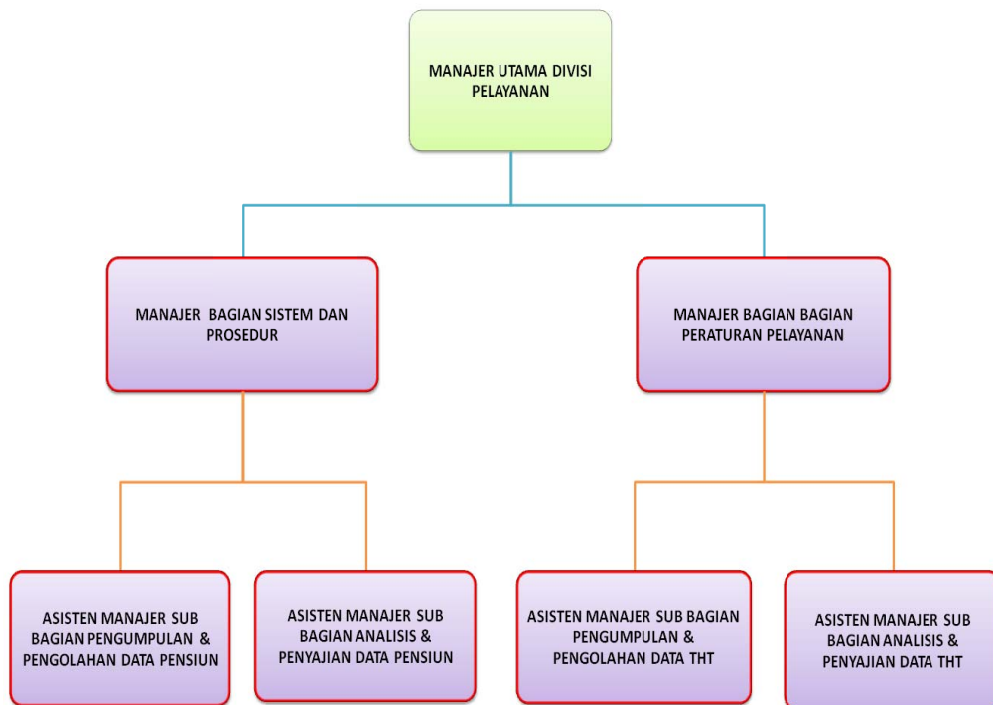 MANAJER UTAMA DIVISI
PELAYANAN
MANAJER BAGIAN SISTEM DAN
PROSEDUR
MANAJER BAGIAN BAGIAN
PERATURAN PELAYANAN
ASISTEN MANAJER SUB
BAGIAN PENGUMPULAN &
PENGOLAHAN DATA PENSIUN
ASISTEN MANAJER SUB
BAGIAN ANALISIS &
PENYAJIAN DATA PENSIUN
ASISTEN MANAJER SUB BAGIAN
PENGUMPULAN &
PENGOLAHAN DATA THT
ASISTEN MANAJER SUB
BAGIAN ANALISIS &
PENYAJIAN DATA THT